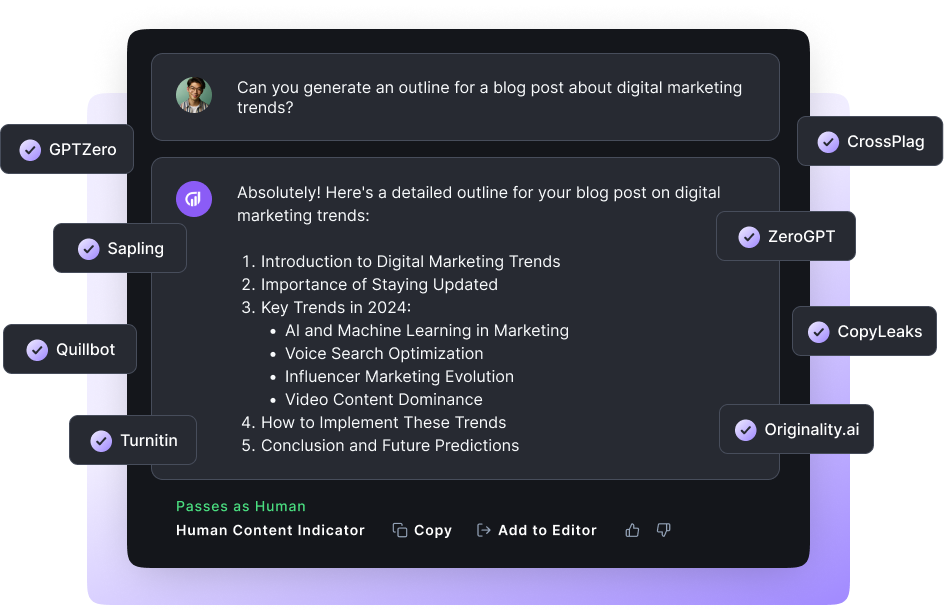 Can you generate an outline for a blog post about digital marketing
trends?
GPTZero
CrossPlag
Absolutely! Here's a detailed outline for your blog post on digital
marketing trends:
Sapling
ZeroGPT
1. Introduction to Digital Marketing Trends
2. Importance of Staying Updated
3. Key Trends in 2024:
• AI and Machine Learning in Marketing
• Voice Search Optimization
• Influencer Marketing Evolution
• Video Content Dominance
4. How to Implement These Trends
5. Conclusion and Future Predictions
Quillbot
CopyLeaks
Turnitin
Originality.ai
Passes as Human
Human Content Indicator
Copy
Add to Editor